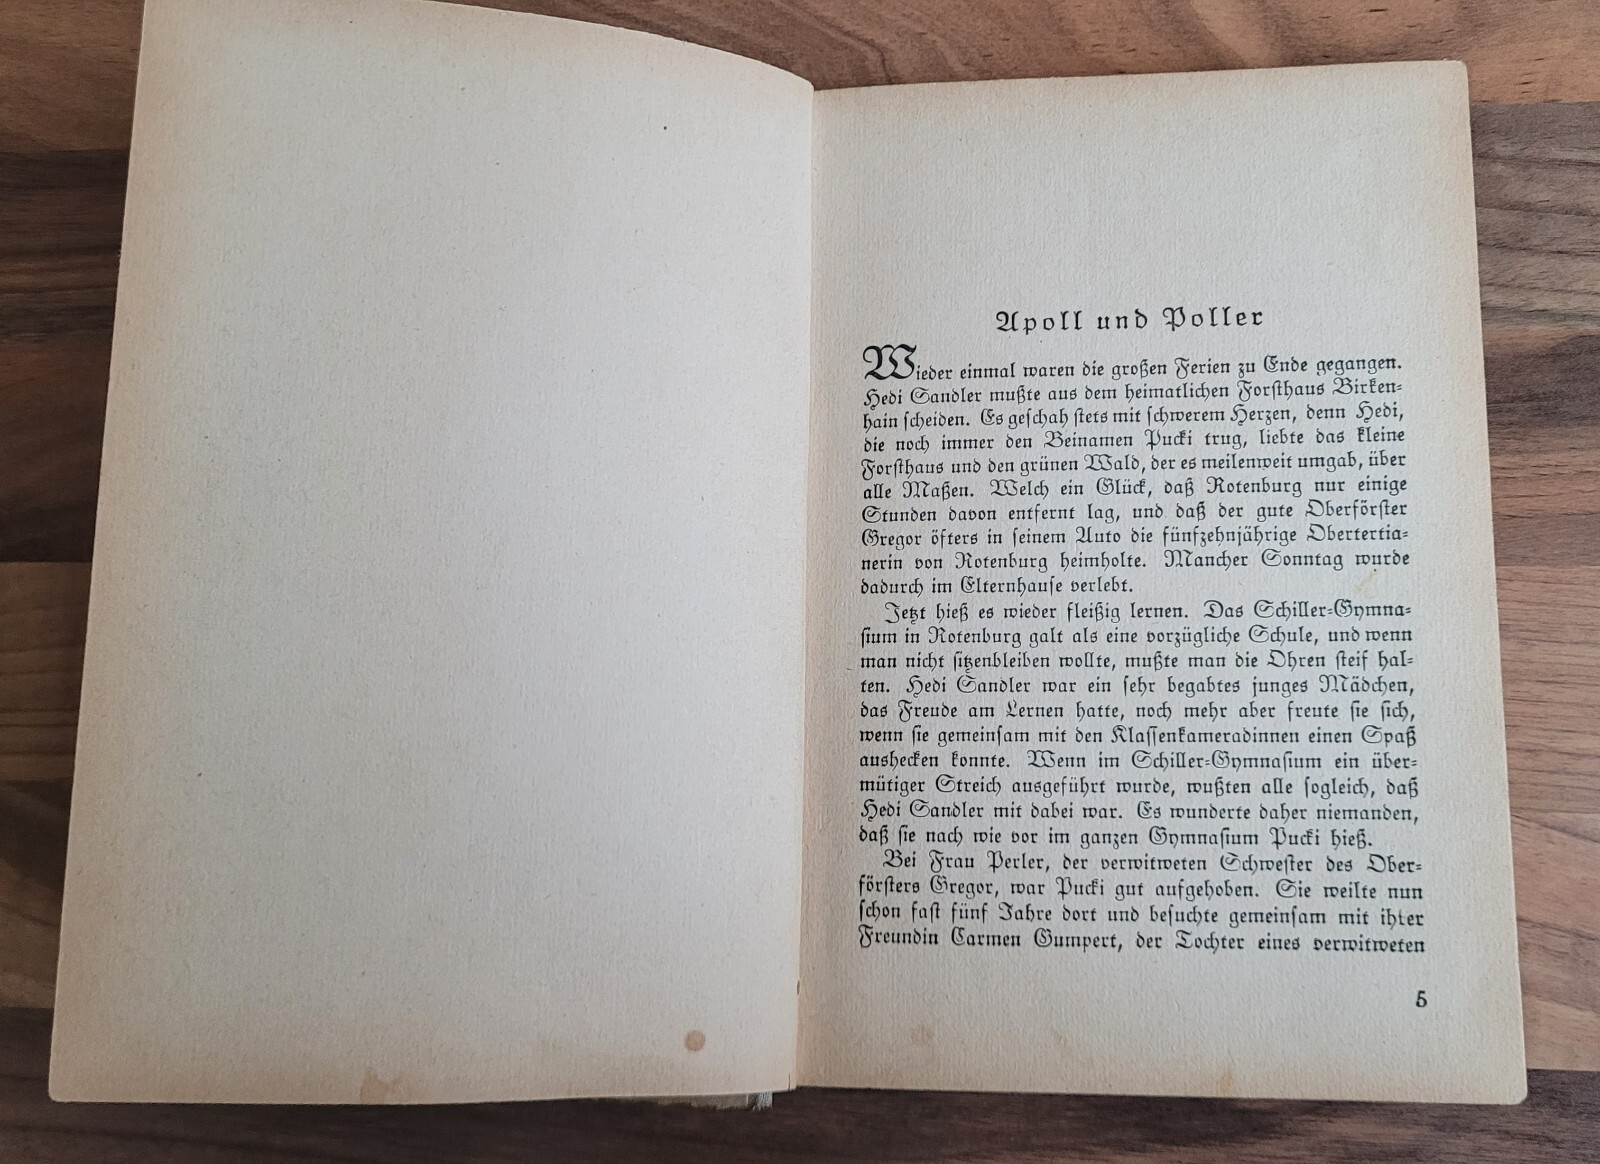 Apoll und Poller
Wieder einmal waren die großen Ferien zu Ende gegangen.
Hedi Sandler mußte aus dem heimatlichen Forsthaus Birken-
hain scheiden. Es geschah stets mit schwerem Herzen, denn Hedi,
die noch immer den Beinamen Pucki trug, liebte das kleine
Forsthaus und den grünen Wald, der es meilenweit umgab, über
alle Maßen. Welch ein Glück, daß Rotenburg nur einige
Stunden davon entfernt lag, und daß der gute Oberförster
Gregor öfters in seinem Auto die fünfzehnjährige Obertertia-
nerin von Rotenburg heimholte. Mancher Sonntag wurde
dadurch im Elternhause verlebt.
Jetzt hieß es wieder fleißig lernen. Das Schiller-Gymna-
sium in Rotenburg galt als eine vorzügliche Schule, und wenn
man nicht sitzenbleiben wollte, mußte man die Ohren steif hal-
ten. Hedi Sandler war ein sehr begabtes junges Mädchen,
das Freude am Lernen hatte, noch mehr aber freute sie sich,
wenn sie gemeinsam mit den Klassenkameradinnen einen Spaß
aushecken konnte. Wenn im Schiller-Gymnasium ein über-
mütiger Streich ausgeführt wurde, wußten alle sogleich, daß
Hedi Sandler mit dabei war. Es wunderte daher niemanden,
daß sie nach wie vor im ganzen Gymnasium Pucki hieß.
Bei Frau Perler, der verwitweten Schwester des Ober-
försters Gregor, war Pucki gut aufgehoben. Sie weilte nun
schon fast fünf Jahre dort und besuchte gemeinsam mit ihrer
Freundin Carmen Gumpert, der Tochter eines verwitweten
5